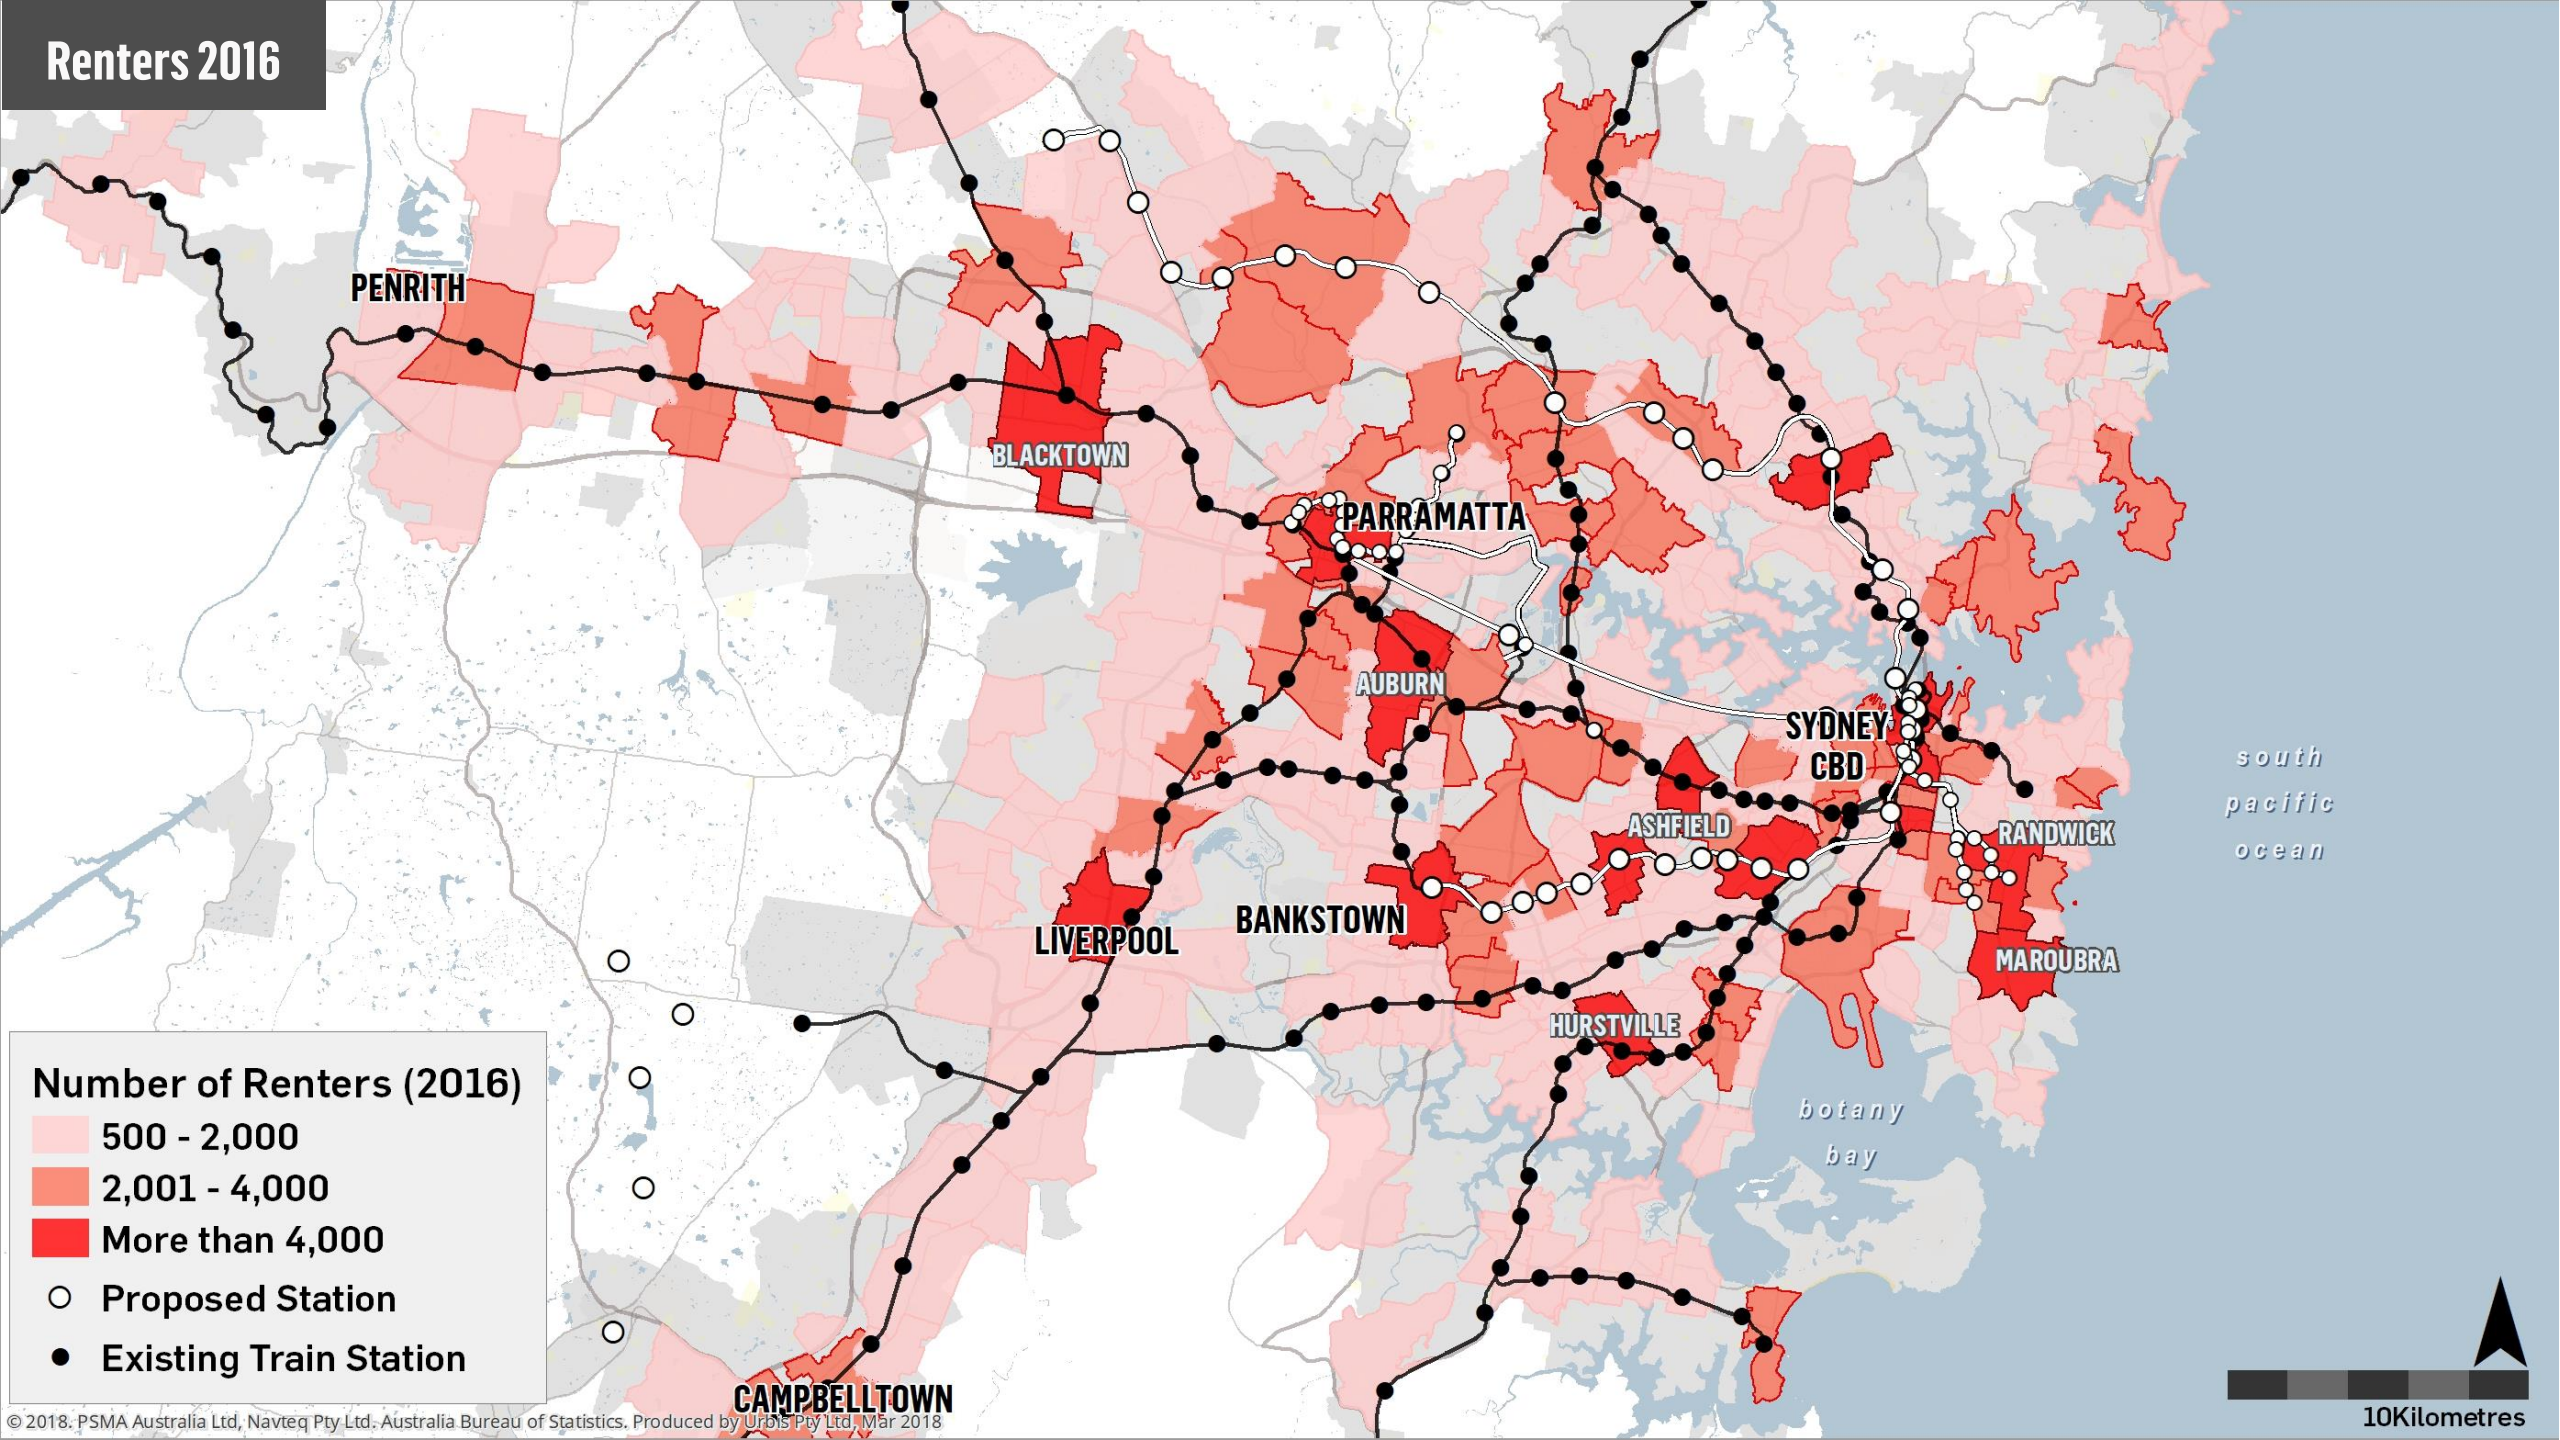 Renters 2016
PENRITH
BLACKTOWN
PARRAMATTA
AUBURN
SYDNEY
CBD
south
pacific
ocean
ASHFIELD
RANDWICK
BANKSTOWN
LIVERPOOL
MAROUBRA
HURSTVILLE
botany
bay
Number of Renters (2016)
500 - 2,000
2,001 - 4,000
More than 4,000
Proposed Station
Existing Train Station
CAMPBELLTOWN
10Kilometres
© 2018. PSMA Australia Ltd, Navteq Pty Ltd. Australia Bureau of Statistics. Produced by Urbis Pty Ltd, Mar 2018